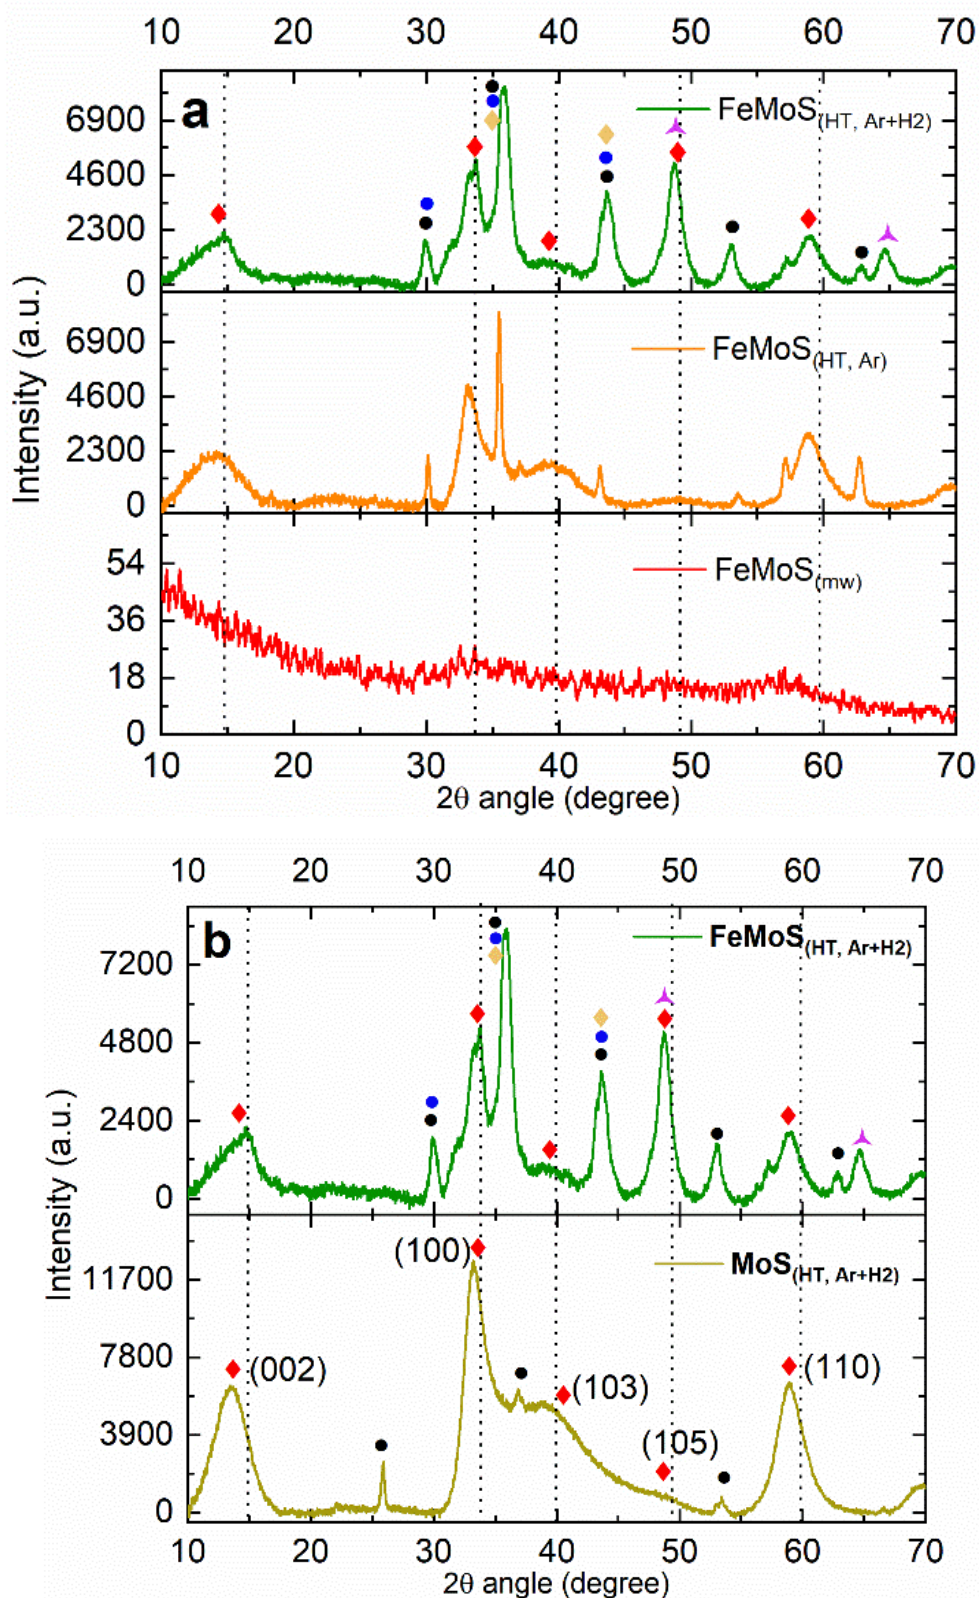 10 20 30 40 50 60 70
a
FeMoS(HT, Ar+H2)
6900
4600
2300
0
FeMoS(HT, Ar)
6900
4600
2300
0
FeMoS(mw)
54
36
18
0
Intensity (a.u.)
10 20 30 40 50 60 70
2θ angle (degree)
10 20 30 40 50 60 70
b
FeMoS(HT, Ar+H2)
7200
4800
2400
0
(100)
MoS(HT, Ar+H2)
11700
7800
3900
0
(002)
(103)
(105)
(110)
Intensity (a.u.)
10 20 30 40 50 60 70
2θ angle (degree)